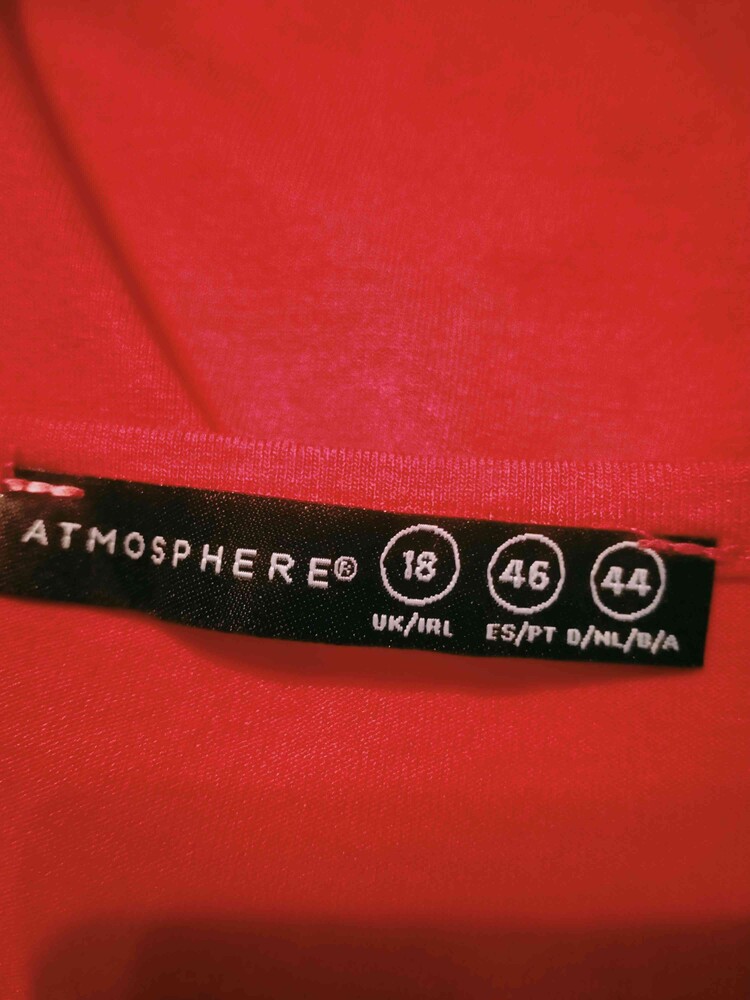 ATMOSPHERE® 18 46 44
UK/IRL ES/PT D/NL/B/A